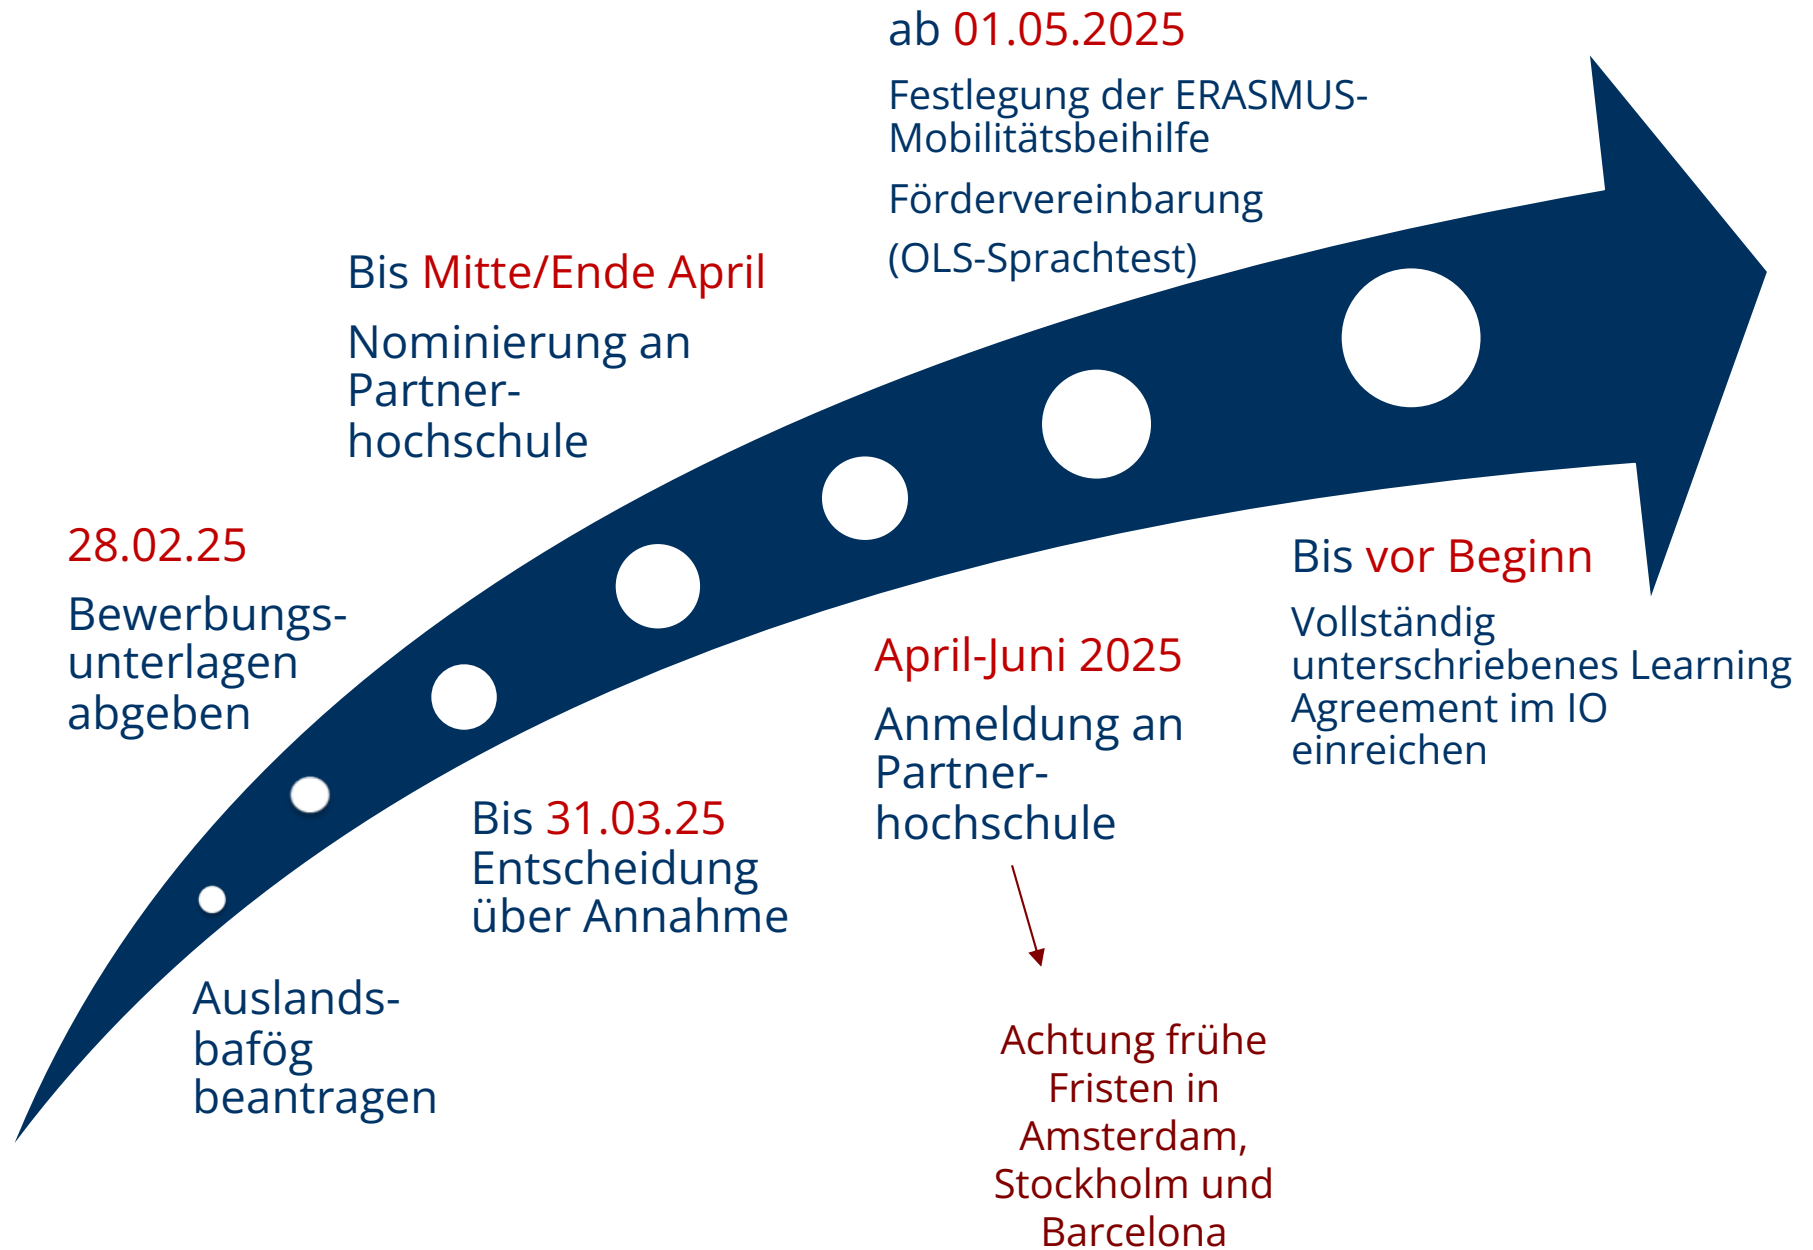 ab 01.05.2025
Festlegung der ERASMUS-
Mobilitätsbeihilfe
Fördervereinbarung
(OLS-Sprachtest)
Bis Mitte/Ende April
Nominierung an
Partner-
hochschule
28.02.25
Bewerbungs-
unterlagen
abgeben
Auslands-
bafög
beantragen
Bis 31.03.25
Entscheidung
über Annahme
April-Juni 2025
Anmeldung an
Partner-
hochschule
Achtung frühe
Fristen in
Amsterdam,
Stockholm und
Barcelona
Bis vor Beginn
Vollständig
unterschriebenes Learning
Agreement im IO
einreichen